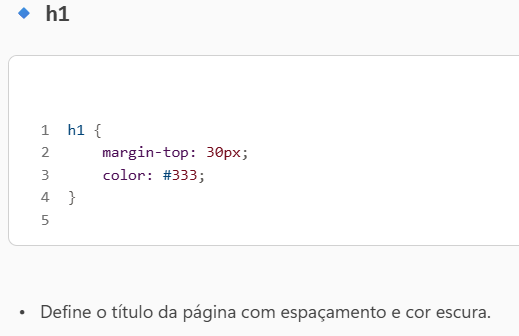 h1
1 h1 {
2 margin-top: 30px;
3 color: #333;
4 }
5
• Define o título da página com espaçamento e cor escura.